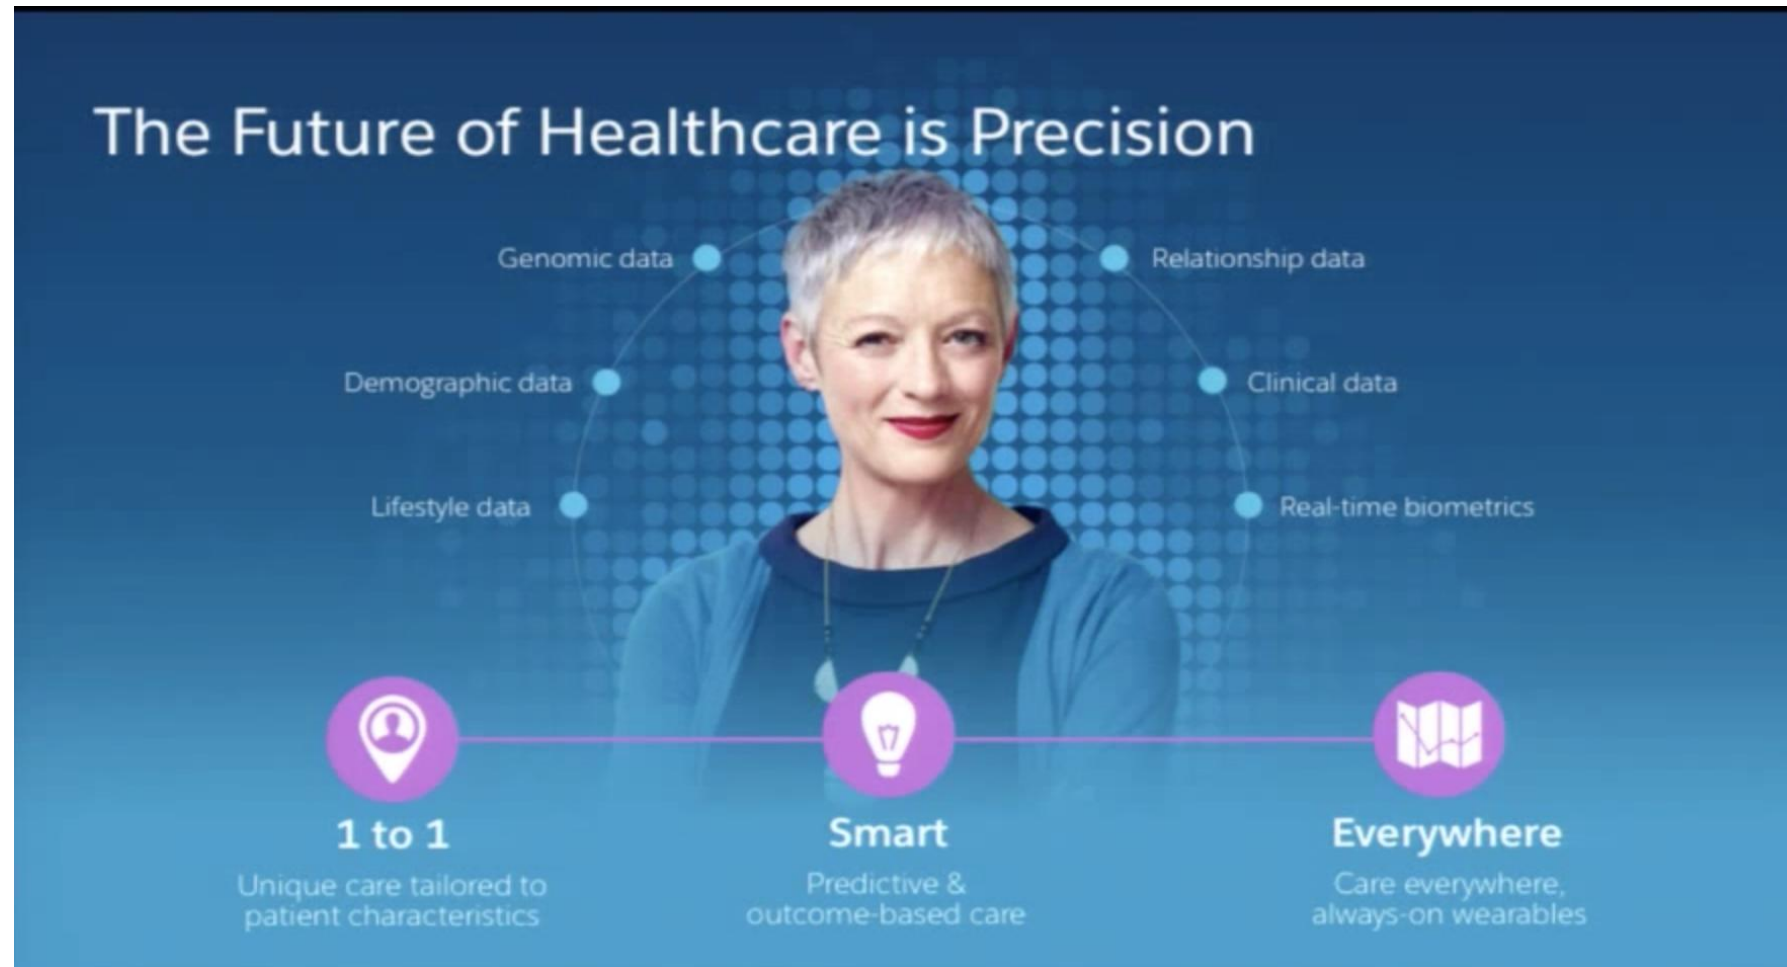 The Future of Healthcare is Precision
Genomic data
Relationship data
Demographic data
Clinical data
Lifestyle data
Real-time biometrics
1 to 1
Unique care tailored to
patient characteristics
Smart
Predictive &
outcome-based care
Everywhere
Care everywhere,
always-on wearables